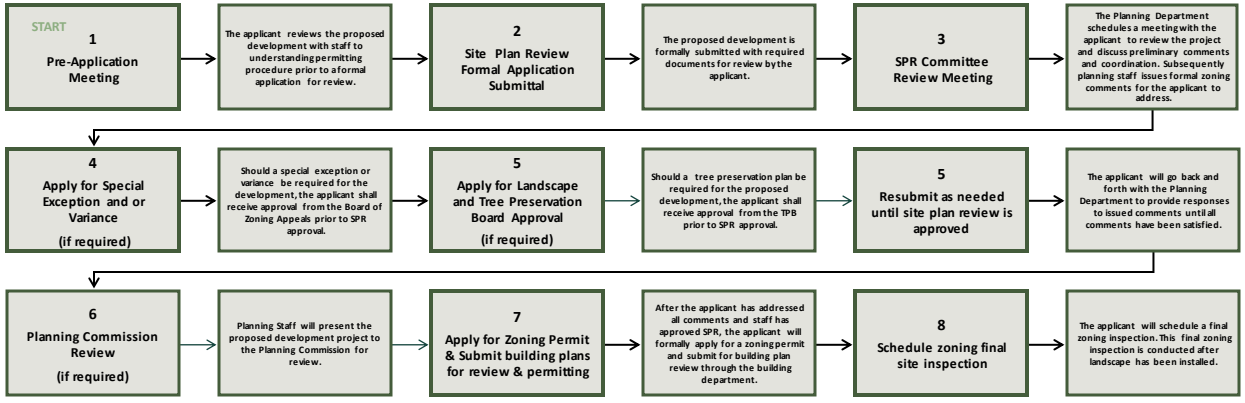 START
1
Pre-Application
Meeting
The applicant reviews the proposed
development with staff to
understanding permitting
procedure prior to a formal
application for review.
2
Site Plan Review
Formal Application
Submittal
The proposed development is
formally submitted with required
documents for review by the
applicant.
3
SPR Committee
Review Meeting
The Planning Department
schedules a meeting with the
applicant to review the project
and discuss preliminary comments
and coordination. Subsequently
planning staff issues formal zoning
comments for the applicant to
address.
4
Apply for Special
Exception and or
Variance
(if required)
Should a special exception or
variance be required for the
development, the applicant shall
receive approval from the Board of
Zoning Appeals prior to SPR
approval.
5
Apply for Landscape
and Tree Preservation
Board Approval
(if required)
Should a tree preservation plan be
required for the proposed
development, the applicant shall
receive approval from the TPB
prior to SPR approval.
5
Resubmit as needed
until site plan review is
approved
The applicant will go back and
forth with the Planning
Department to provide responses
to issued comments until all
comments have been satisfied.
6
Planning Commission
Review
(if required)
Planning Staff will present the
proposed development project to
the Planning Commission for
review.
7
Apply for Zoning Permit
& Submit building plans
for review & permitting
After the applicant has addressed
all comments and staff has
approved SPR, the applicant will
formally apply for a zoning permit
and submit for building plan
review through the building
department.
8
Schedule zoning final
site inspection
The applicant will schedule a final
zoning inspection. This final zoning
inspection is conducted after
landscape has been installed.